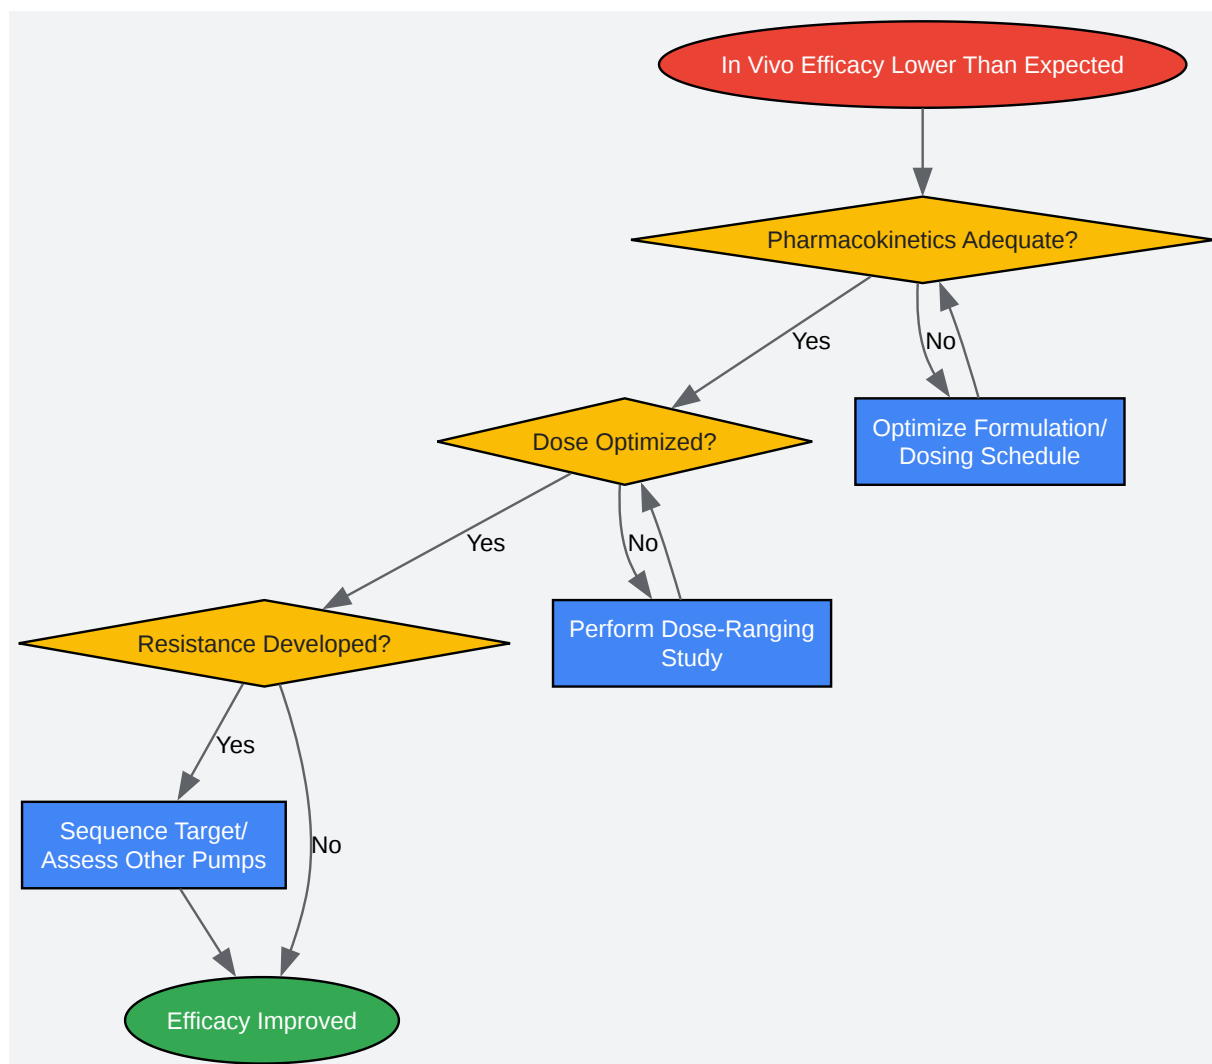 In Vivo Efficacy Lower Than Expected
Pharmacokinetics Adequate?
Yes
No
Optimize Formulation/
Dosing Schedule
Dose Optimized?
Yes
No
Perform Dose-Ranging
Study
Resistance Developed?
Yes
No
Sequence Target/
Assess Other Pumps
Efficacy Improved